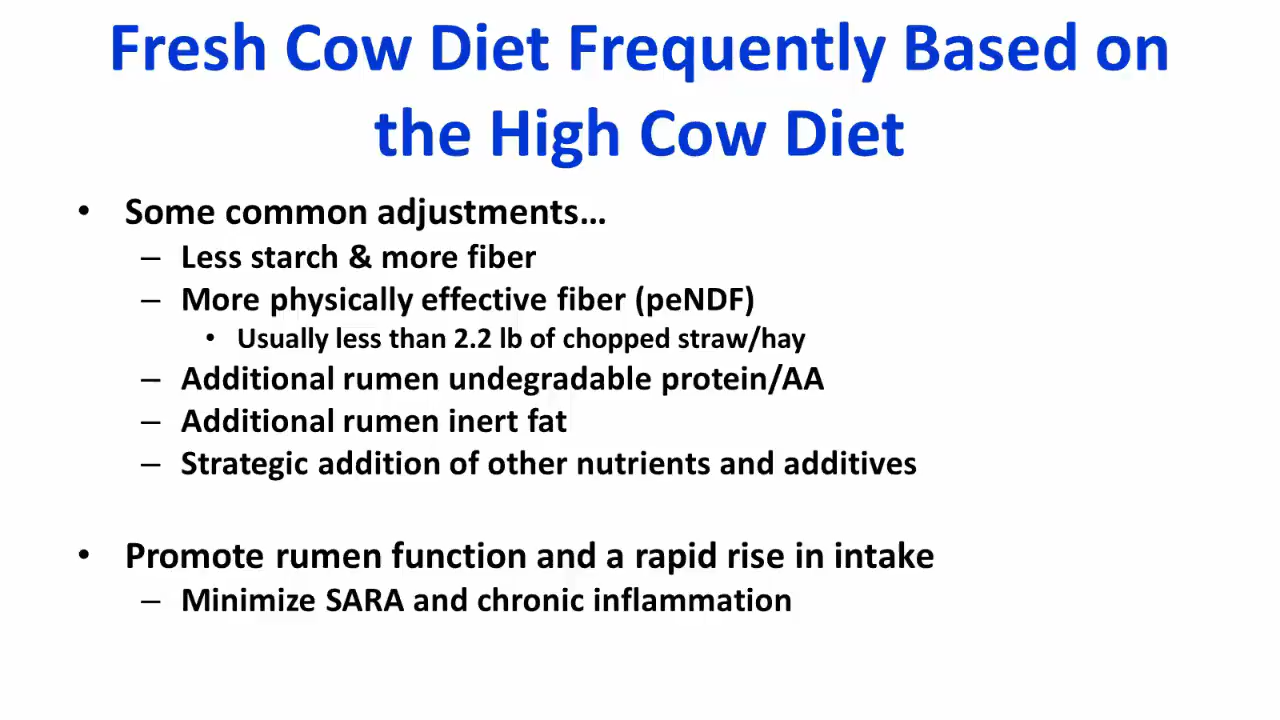 Fresh Cow Diet Frequently Based on
the High Cow Diet
• Some common adjustments…
– Less starch & more fiber
– More physically effective fiber (peNDF)
• Usually less than 2.2 lb of chopped straw/hay
– Additional rumen undegradable protein/AA
– Additional rumen inert fat
– Strategic addition of other nutrients and additives
• Promote rumen function and a rapid rise in intake
– Minimize SARA and chronic inflammation